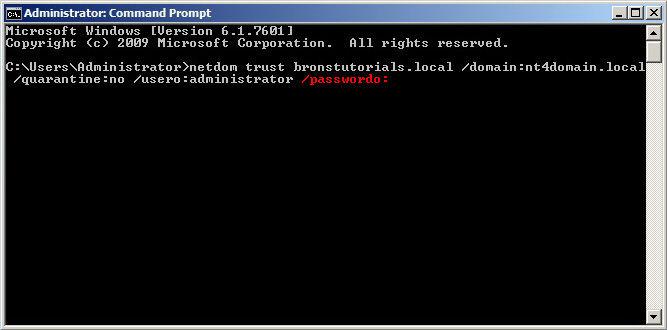 Administrator: Command Prompt
Microsoft Windows [Version 6.1.7601]
Copyright (c) 2009 Microsoft Corporation.  All rights reserved.
C:\Users\Administrator>netdom trust bronstutorials.local /domain:nt4domain.local
 /quarantine:no /usero:administrator /passwordo: